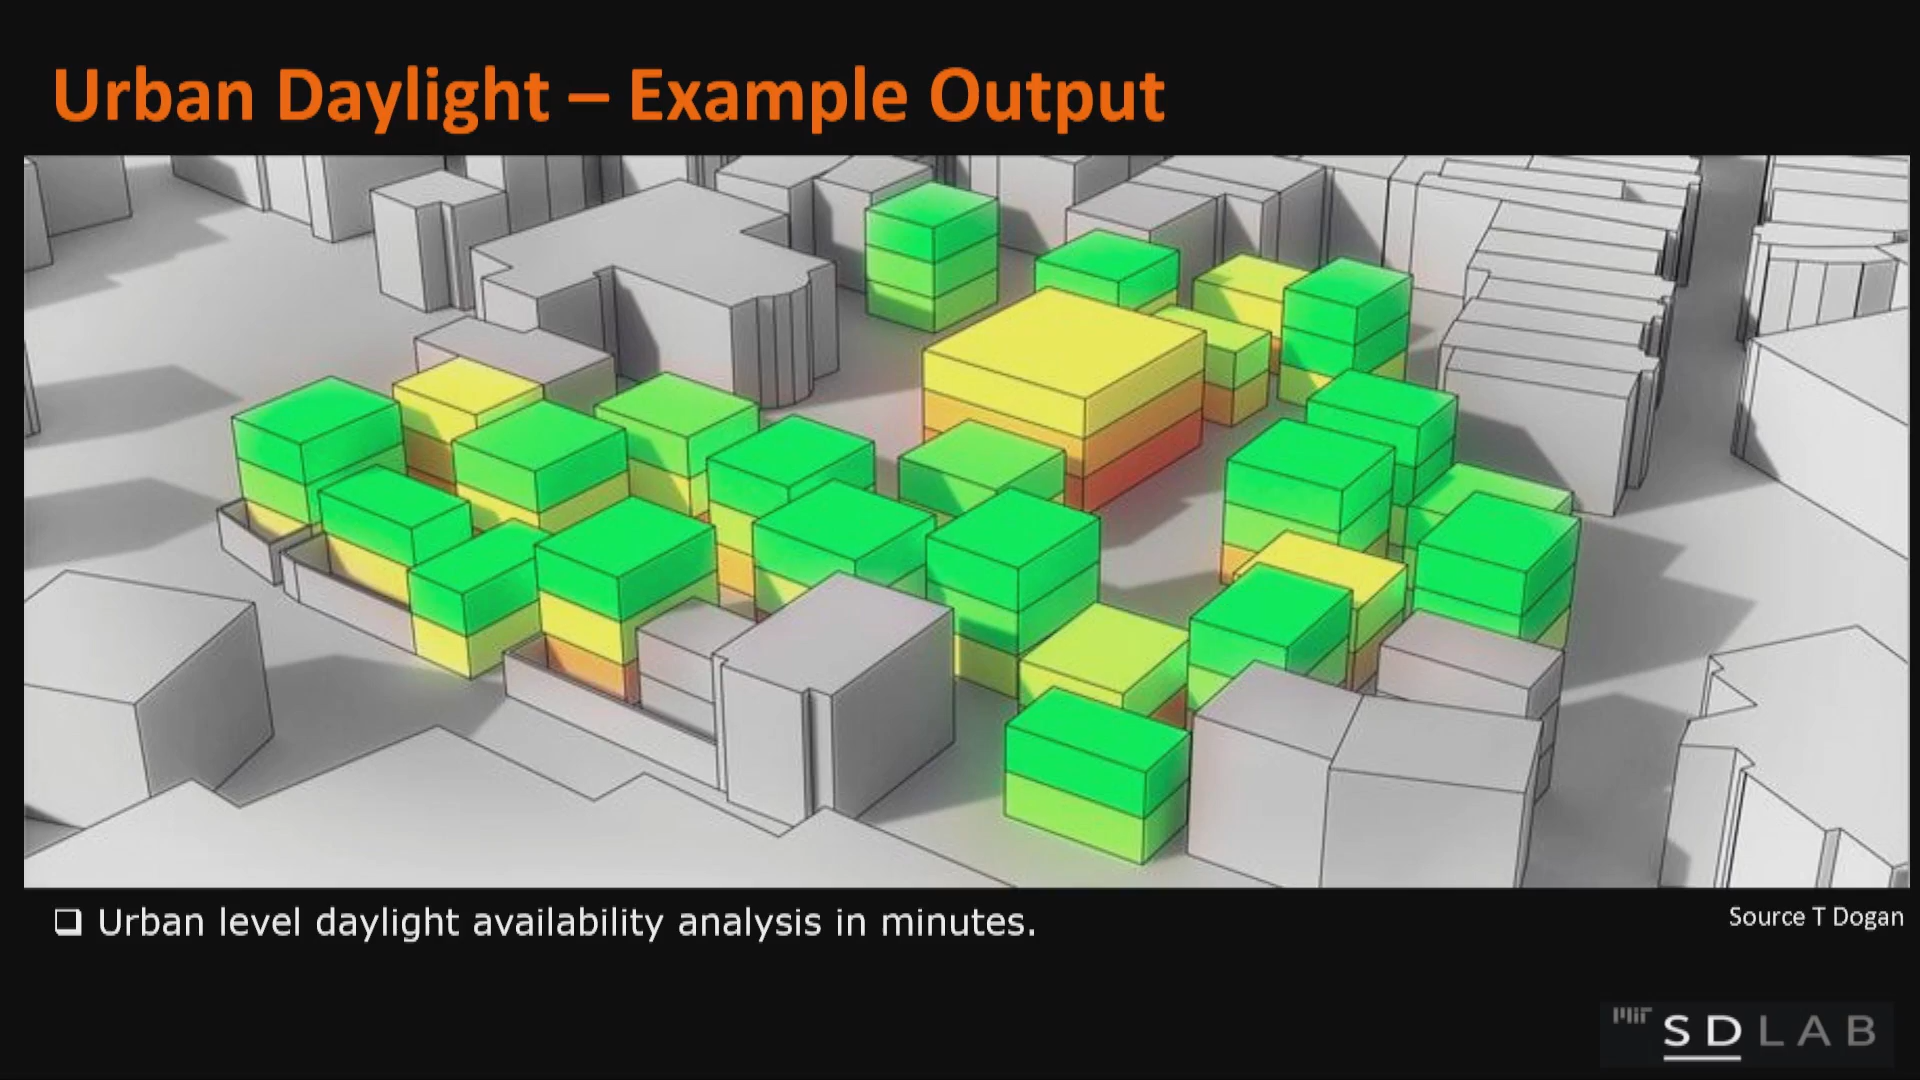 Urban Daylight – Example Output
❑ Urban level daylight availability analysis in minutes.
Source T Dogan
MIT
SDLAB